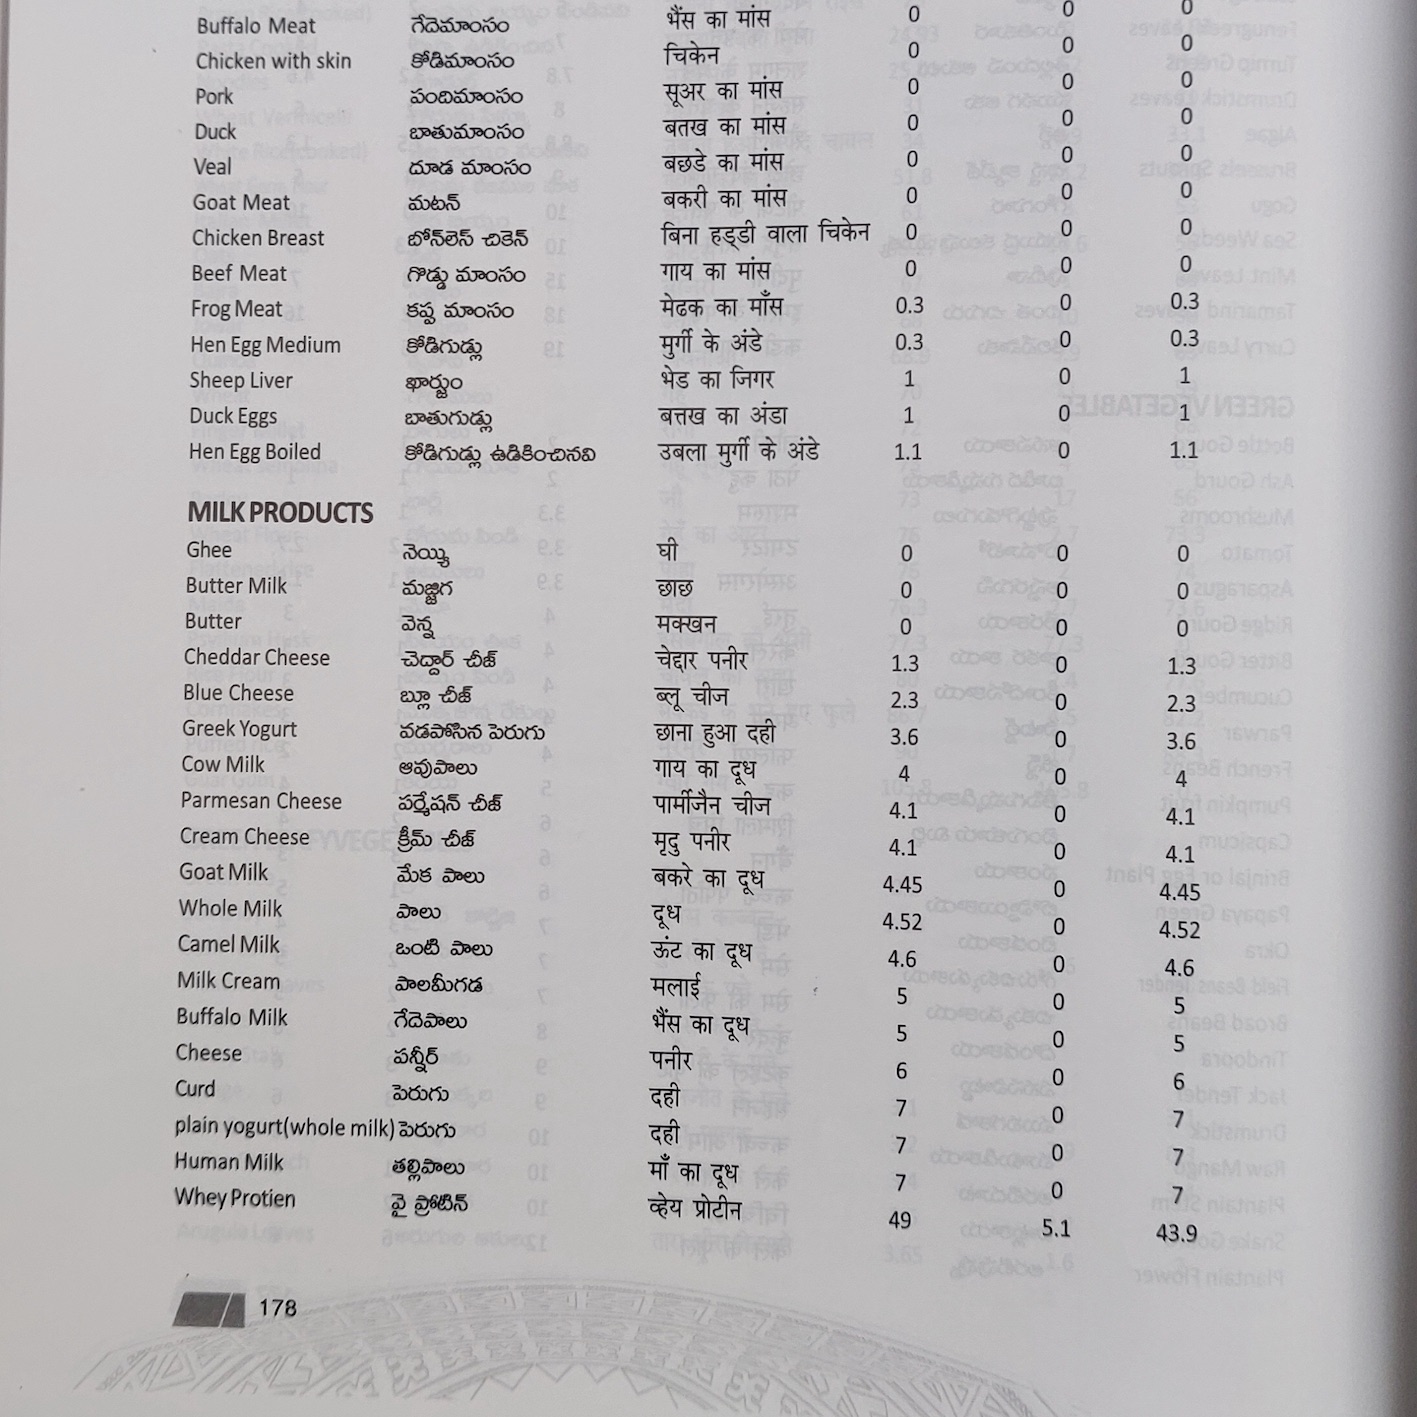 Buffalo Meat గేదెమాంసం भैंस का मांस 0 0 0
Chicken with skin కోడిమాంసం चिकेन 0 0 0
Pork పందిమాంసం सूअर का मांस 0 0 0
Duck బాతుమాంసం बतख का मांस 0 0 0
Veal దూడ మాంసం बछडे का मांस 0 0 0
Goat Meat మటన్ बकरी का मांस 0 0 0
Chicken Breast బోన్‌లెస్ చికెన్ बिना हड्डी वाला चिकेन 0 0 0
Beef Meat గొడ్డు మాంసం गाय का मांस 0 0 0
Frog Meat కప్ప మాంసం मेढक का माँस 0.3 0 0.3
Hen Egg Medium కోడిగుడ్లు मुर्गी के अंडे 0.3 0 0.3
Sheep Liver ఖార్జం भेड का जिगर 1 0 1
Duck Eggs బాతుగుడ్లు बत्तख का अंडा 1 0 1
Hen Egg Boiled కోడిగుడ్లు ఉడికించినవి उबला मुर्गी के अंडे 1.1 0 1.1
MILK PRODUCTS
Ghee నెయ్యి घी 0 0 0
Butter Milk మజ్జిగ छाछ 0 0 0
Butter వెన్న मक्खन 0 0 0
Cheddar Cheese చెద్దార్ చీజ్ चेद्दार पनीर 1.3 0 1.3
Blue Cheese బ్లూ చీజ్ ब्लू चीज 2.3 0 2.3
Greek Yogurt వడపోసిన పెరుగు छाना हुआ दही 3.6 0 3.6
Cow Milk ఆవుపాలు गाय का दूध 4 0 4
Parmesan Cheese పర్మేషన్ చీజ్ पार्मीजैन चीज 4.1 0 4.1
Cream Cheese క్రీమ్ చీజ్ मृदु पनीर 4.1 0 4.1
Goat Milk మేక పాలు बकरे का दूध 4.45 0 4.45
Whole Milk పాలు दूध 4.52 0 4.52
Camel Milk ఒంటి పాలు ऊंट का दूध 4.6 0 4.6
Milk Cream పాలమీగడ मलाई 5 0 5
Buffalo Milk గేదెపాలు भैंस का दूध 5 0 5
Cheese పన్నీర్ पनीर 6 0 6
Curd పెరుగు दही 7 0 7
plain yogurt(whole milk) పెరుగు दही 7 0 7
Human Milk తల్లిపాలు माँ का दूध 7 0 7
Whey Protien వై ప్రోటీన్ व्हेय प्रोटीन 49 5.1 43.9
178